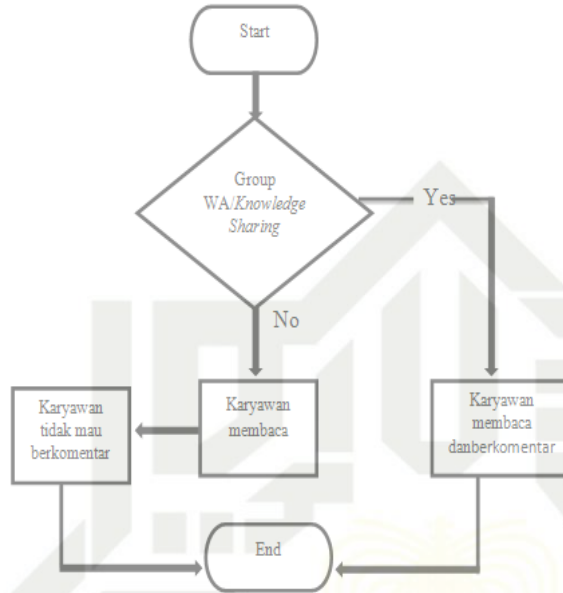 Start
Group
WA/Knowledge
Sharing
Yes
No
Karyawan
tidak mau
berkomentar
Karyawan
membaca
Karyawan
membaca
danberkomentar
End